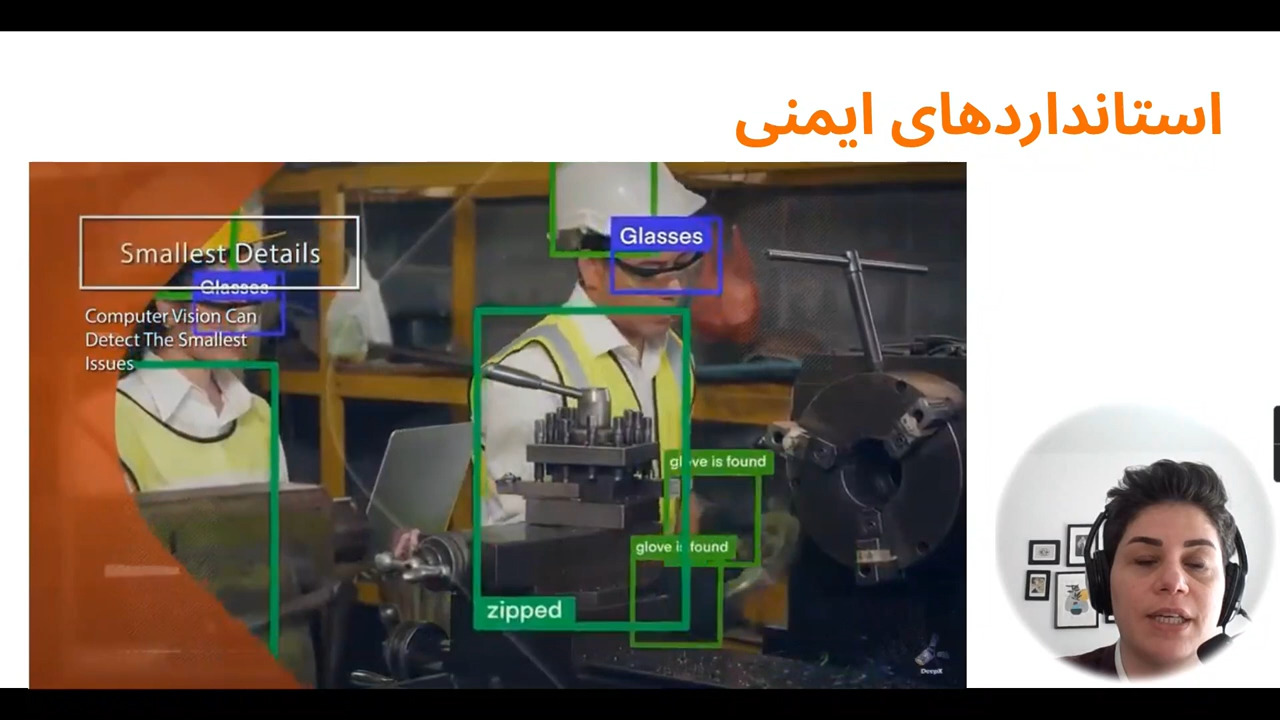 استانداردهای ایمنی
Smallest Details
Glasses
Computer Vision Can
Detect The Smallest
Issues
Glasses
glove is found
glove is found
zipped
DeepX